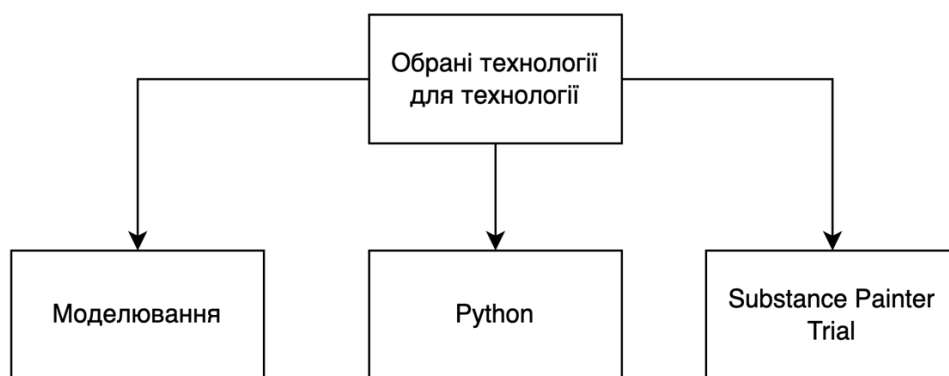 Обрані технології
для технології
Моделювання
Python
Substance Painter
Trial